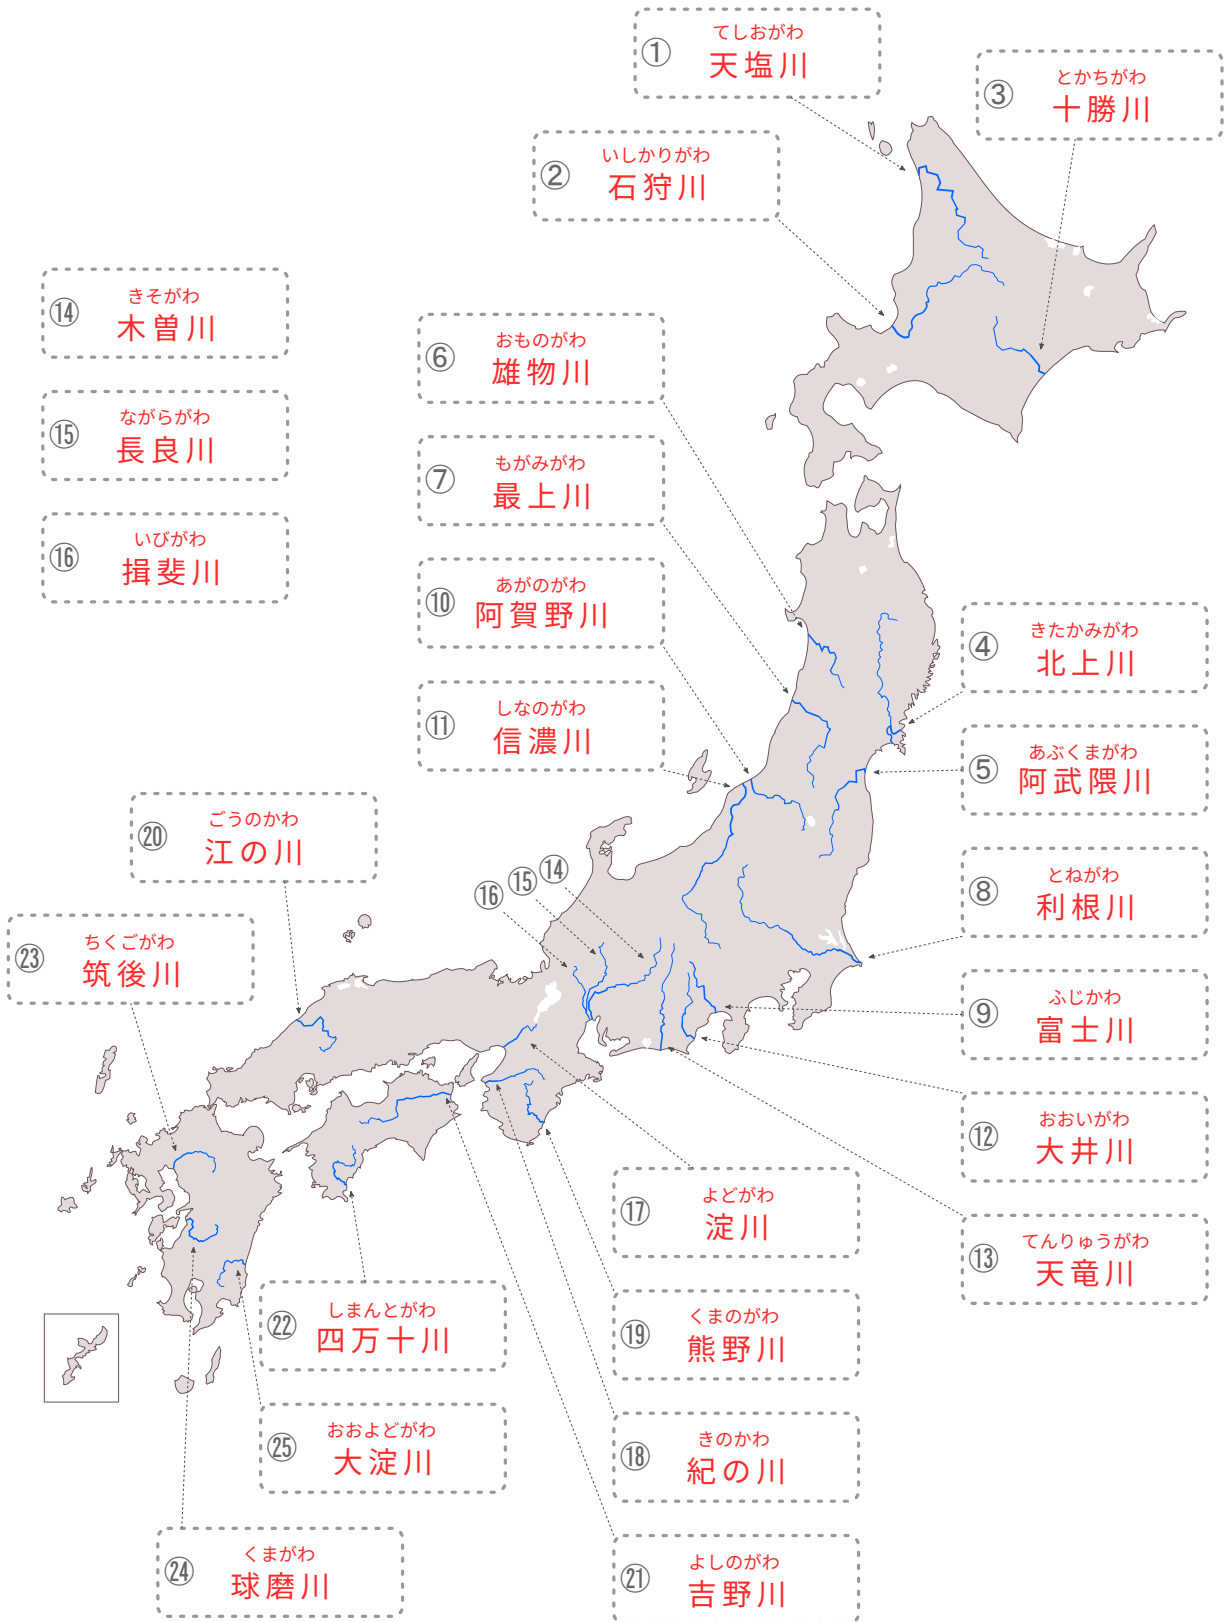 ①
てしおがわ
天塩川
③
とかちがわ
十勝川
②
いしかりがわ
石狩川
⑭
きそがわ
木曽川
⑥
おものがわ
雄物川
⑮
ながらがわ
長良川
⑦
もがみがわ
最上川
⑯
いびがわ
揖斐川
⑩
あがのがわ
阿賀野川
④
きたかみがわ
北上川
⑪
しなのがわ
信濃川
⑤
あぶくまがわ
阿武隈川
⑳
ごうのかわ
江の川
⑯
⑮
⑭
⑧
とねがわ
利根川
㉓
ちくごがわ
筑後川
⑨
ふじかわ
富士川
⑫
おおいがわ
大井川
⑰
よどがわ
淀川
⑬
てんりゅうがわ
天竜川
㉒
しまんとがわ
四万十川
⑲
くまのがわ
熊野川
㉕
おおよどがわ
大淀川
⑱
きのかわ
紀の川
㉔
くまがわ
球磨川
㉑
よしのがわ
吉野川